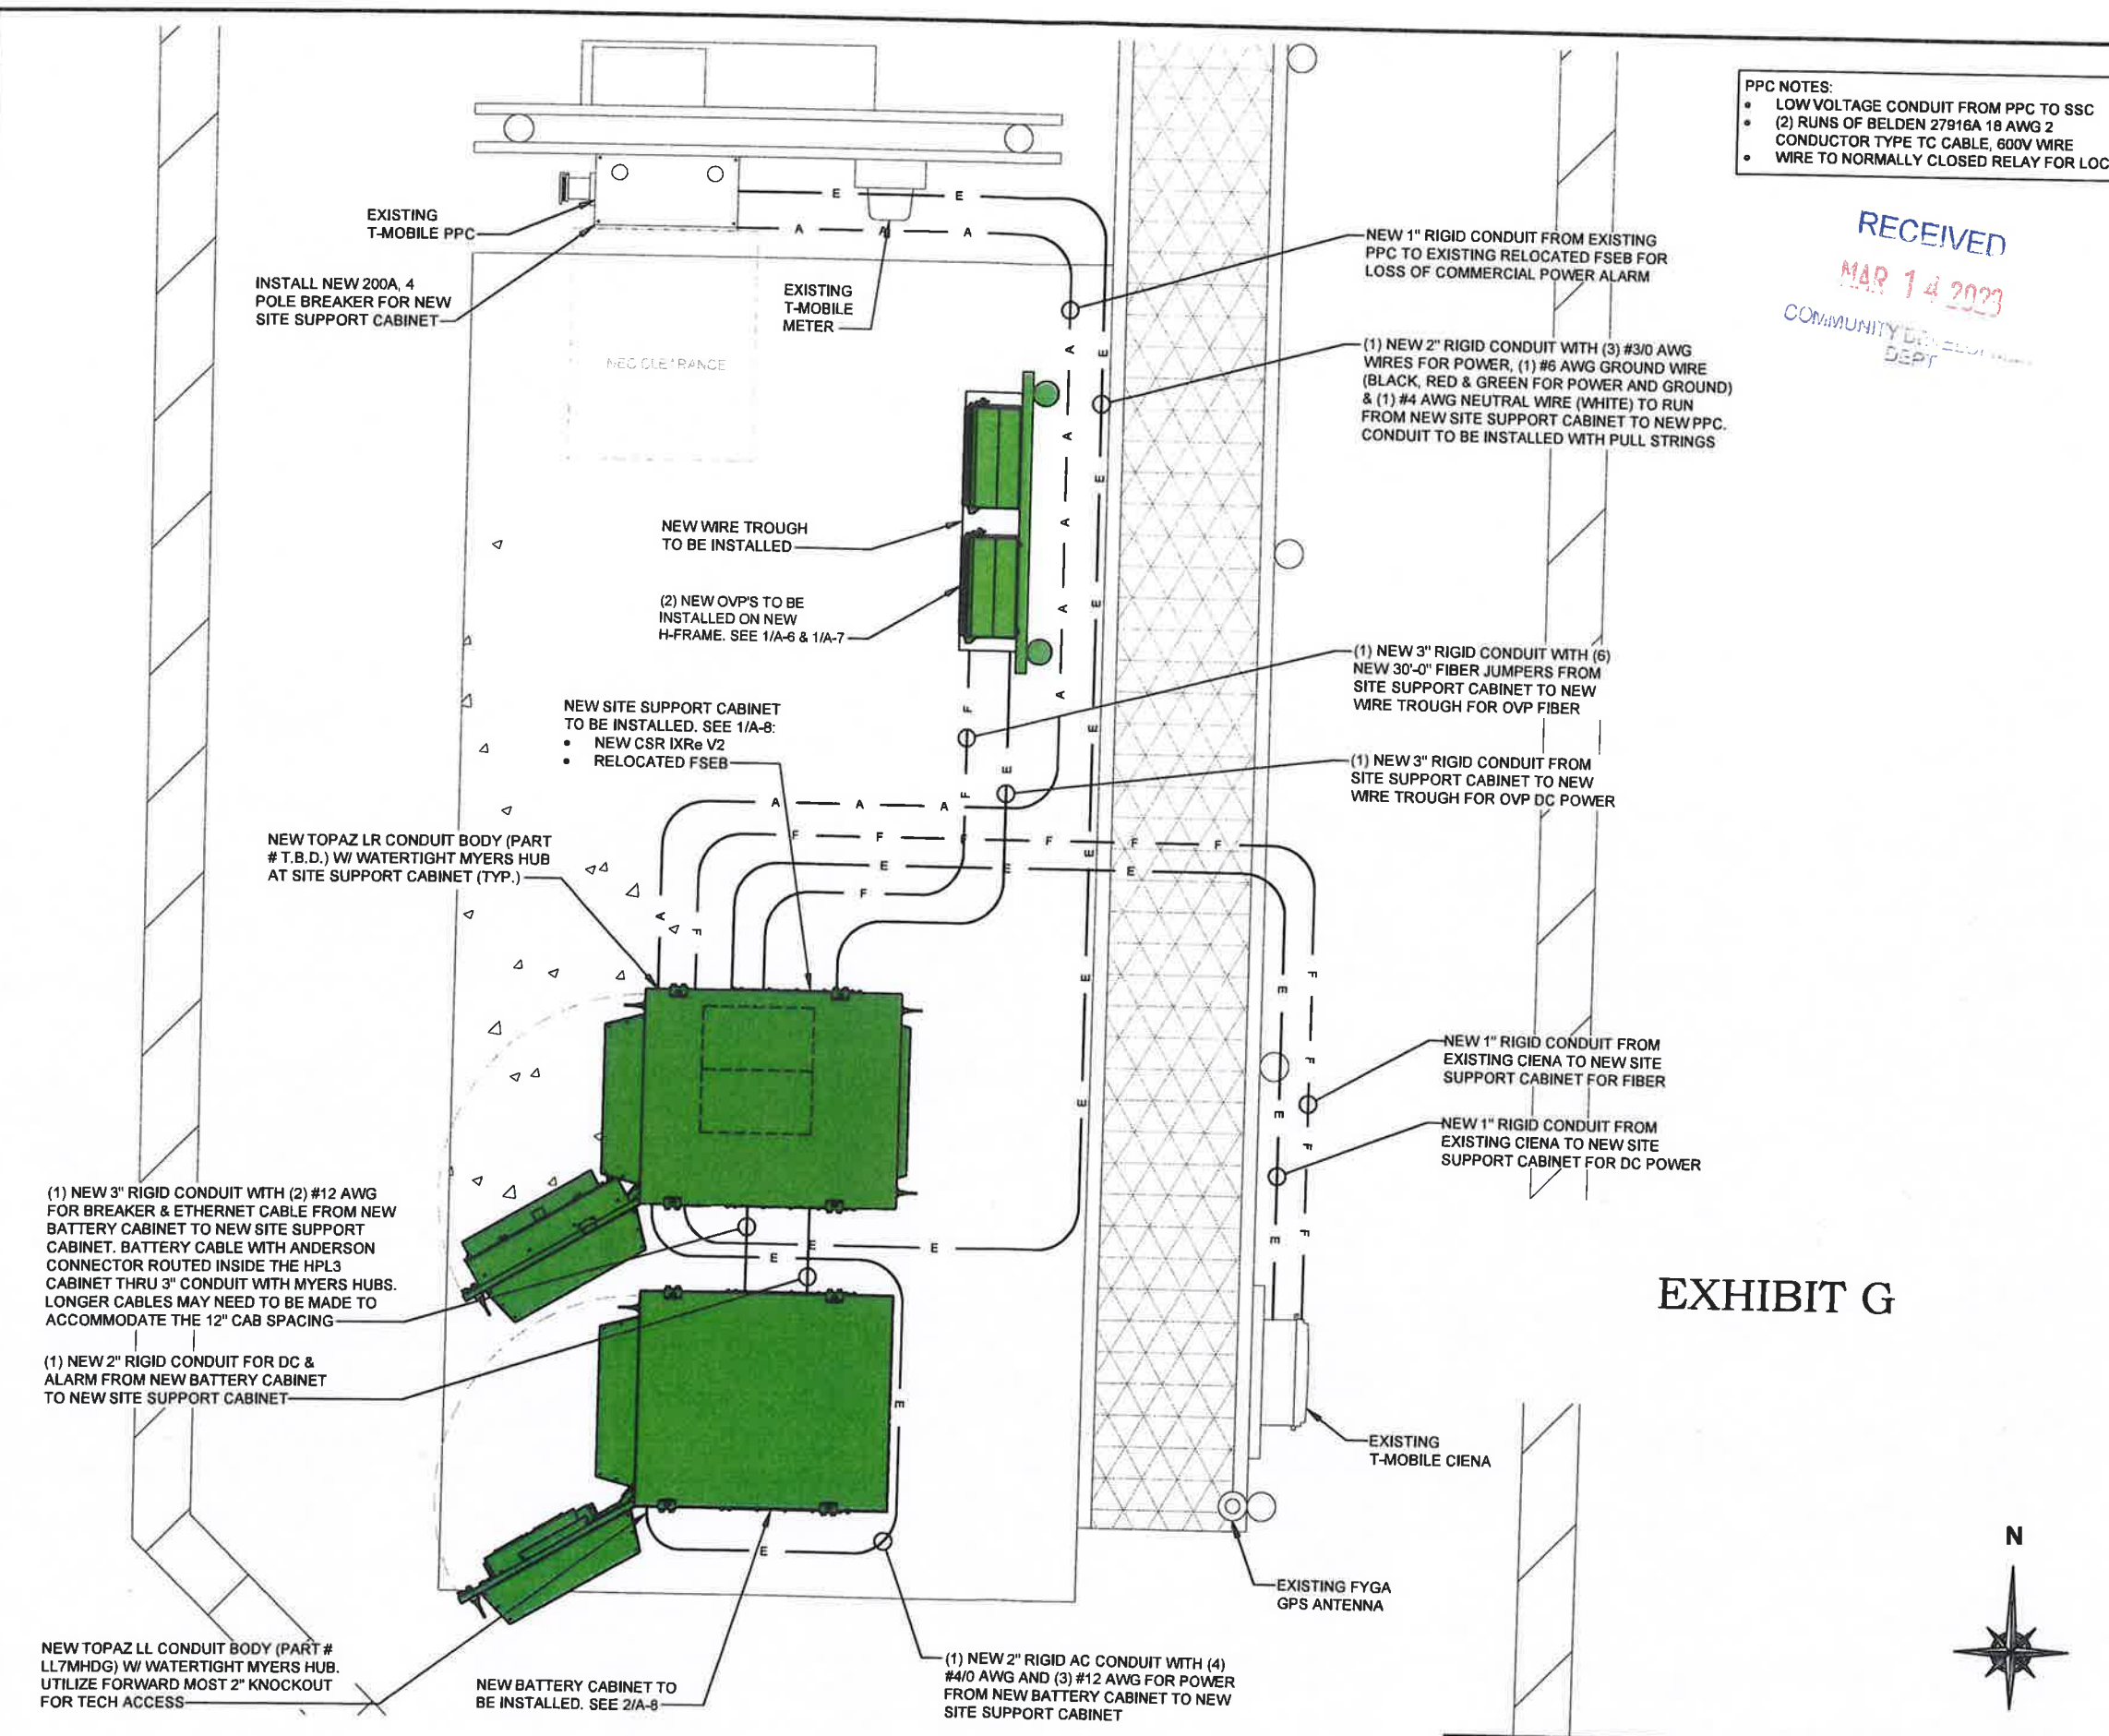 PPC NOTES:
• LOW VOLTAGE CONDUIT FROM PPC TO SSC
• (2) RUNS OF BELDEN 27916A 18 AWG 2
CONDUCTOR TYPE TC CABLE, 600V WIRE
• WIRE TO NORMALLY CLOSED RELAY FOR LOC
RECEIVED
MAR 14 2023
COMMUNITY DEVELOPMENT
DEPT
EXISTING
T-MOBILE PPC
INSTALL NEW 200A, 4
POLE BREAKER FOR NEW
SITE SUPPORT CABINET
EXISTING
T-MOBILE
METER
NEC CLEARANCE
NEW 1" RIGID CONDUIT FROM EXISTING
PPC TO EXISTING RELOCATED FSEB FOR
LOSS OF COMMERCIAL POWER ALARM
(1) NEW 2" RIGID CONDUIT WITH (3) #3/0 AWG
WIRES FOR POWER, (1) #6 AWG GROUND WIRE
(BLACK, RED & GREEN FOR POWER AND GROUND)
& (1) #4 AWG NEUTRAL WIRE (WHITE) TO RUN
FROM NEW SITE SUPPORT CABINET TO NEW PPC.
CONDUIT TO BE INSTALLED WITH PULL STRINGS
NEW WIRE TROUGH
TO BE INSTALLED
(2) NEW OVP'S TO BE
INSTALLED ON NEW
H-FRAME. SEE 1/A-6 & 1/A-7
(1) NEW 3" RIGID CONDUIT WITH (6)
NEW 30'-0" FIBER JUMPERS FROM
SITE SUPPORT CABINET TO NEW
WIRE TROUGH FOR OVP FIBER
NEW SITE SUPPORT CABINET
TO BE INSTALLED. SEE 1/A-8:
• NEW CSR IXRe V2
• RELOCATED FSEB
(1) NEW 3" RIGID CONDUIT FROM
SITE SUPPORT CABINET TO NEW
WIRE TROUGH FOR OVP DC POWER
NEW TOPAZ LR CONDUIT BODY (PART
# T.B.D.) W/ WATERTIGHT MYERS HUB
AT SITE SUPPORT CABINET (TYP.)
NEW 1" RIGID CONDUIT FROM
EXISTING CIENA TO NEW SITE
SUPPORT CABINET FOR FIBER
NEW 1" RIGID CONDUIT FROM
EXISTING CIENA TO NEW SITE
SUPPORT CABINET FOR DC POWER
(1) NEW 3" RIGID CONDUIT WITH (2) #12 AWG
FOR BREAKER & ETHERNET CABLE FROM NEW
BATTERY CABINET TO NEW SITE SUPPORT
CABINET. BATTERY CABLE WITH ANDERSON
CONNECTOR ROUTED INSIDE THE HPL3
CABINET THRU 3" CONDUIT WITH MYERS HUBS.
LONGER CABLES MAY NEED TO BE MADE TO
ACCOMMODATE THE 12" CAB SPACING
EXHIBIT G
(1) NEW 2" RIGID CONDUIT FOR DC &
ALARM FROM NEW BATTERY CABINET
TO NEW SITE SUPPORT CABINET
EXISTING
T-MOBILE CIENA
EXISTING FYGA
GPS ANTENNA
N
NEW TOPAZ LL CONDUIT BODY (PART #
LL7MHDG) W/ WATERTIGHT MYERS HUB.
UTILIZE FORWARD MOST 2" KNOCKOUT
FOR TECH ACCESS
NEW BATTERY CABINET TO
BE INSTALLED. SEE 2/A-8
(1) NEW 2" RIGID AC CONDUIT WITH (4)
#4/0 AWG AND (3) #12 AWG FOR POWER
FROM NEW BATTERY CABINET TO NEW
SITE SUPPORT CABINET